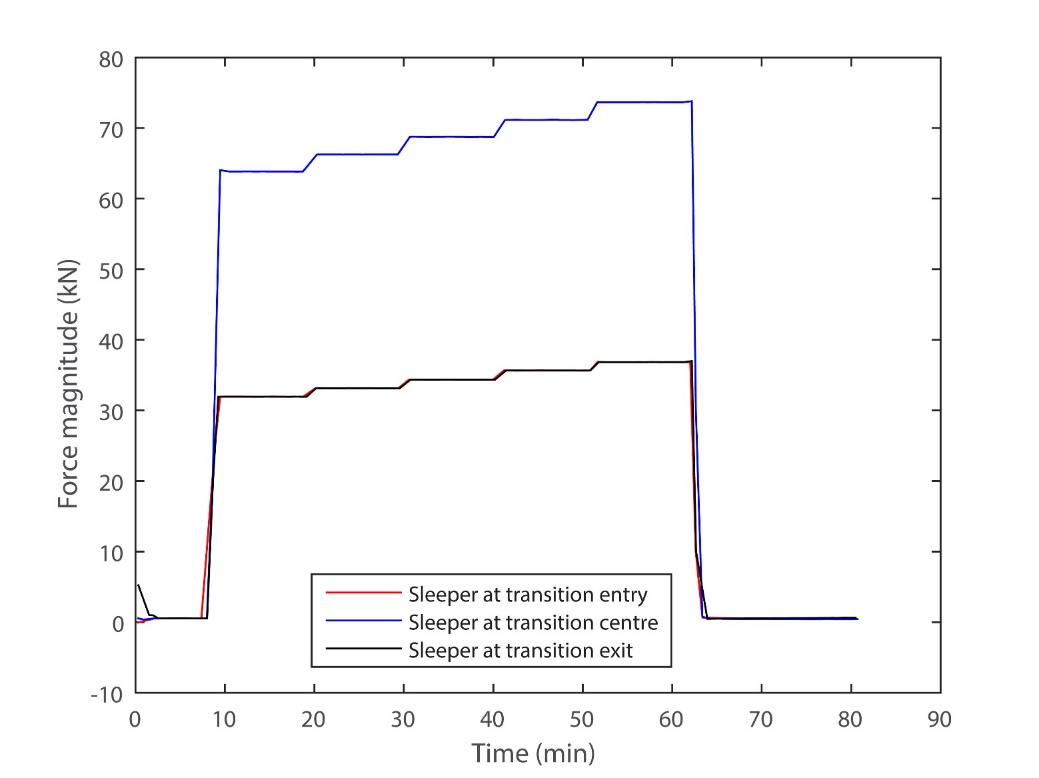 80
70
60
50
40
30
20
10
0
-10
Force magnitude (kN)
Sleeper at transition entry
Sleeper at transition centre
Sleeper at transition exit
0 10 20 30 40 50 60 70 80 90
Time (min)